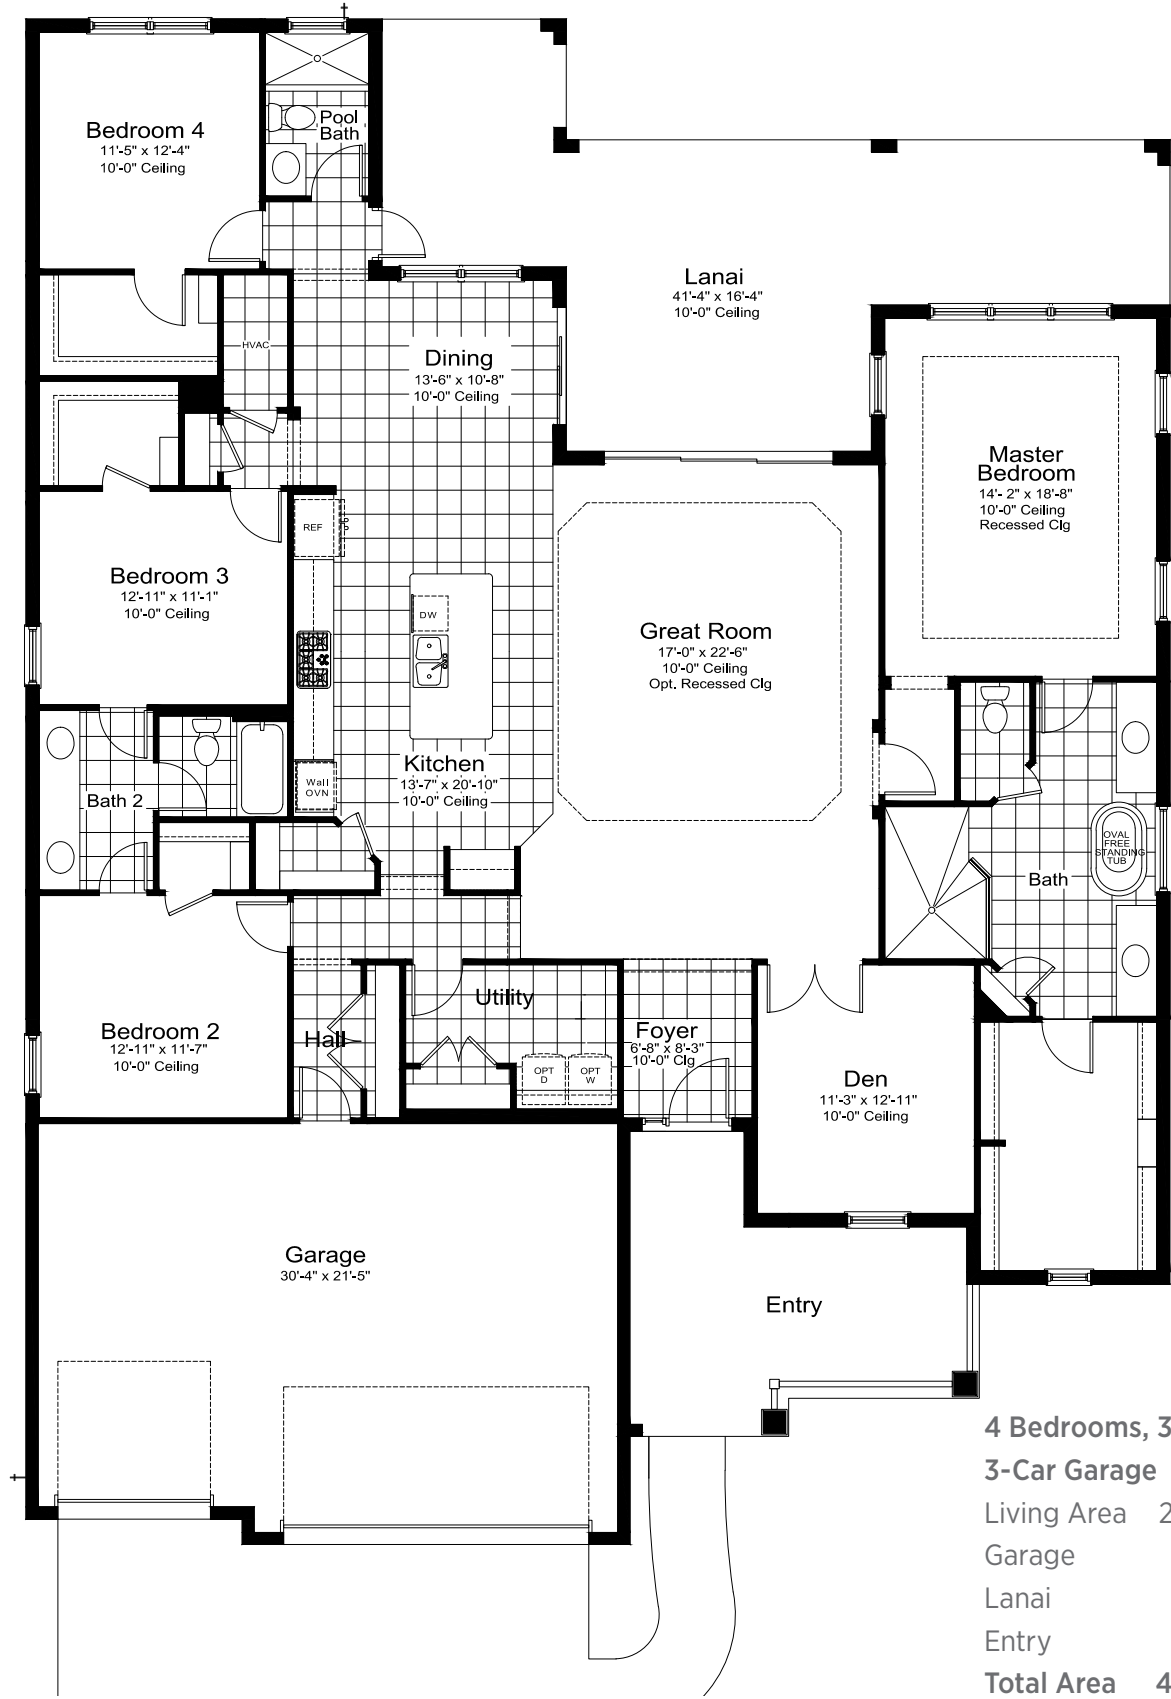 Bedroom 4
11'-5" x 12'-4"
10'-0" Ceiling
Pool
Bath
Lanai
41'-4" x 16'-4"
10'-0" Ceiling
HVAC
Dining
13'-6" x 10'-8"
10'-0" Ceiling
Master
Bedroom
14'- 2" x 18'-8"
10'-0" Ceiling
Recessed Clg
REF
Bedroom 3
12'-11" x 11'-1"
10'-0" Ceiling
DW
Great Room
17'-0" x 22'-6"
10'-0" Ceiling
Opt. Recessed Clg
Kitchen
13'-7" x 20'-10"
10'-0" Ceiling
Wall
OVN
Bath 2
OVAL
FREE
STANDING
TUB
Bath
Utility
Bedroom 2
12'-11" x 11'-7"
10'-0" Ceiling
Hall
Foyer
6'-8" x 8'-3"
10'-0" Clg
OPT
D
OPT
W
Den
11'-3" x 12'-11"
10'-0" Ceiling
Garage
30'-4" x 21'-5"
Entry
4 Bedrooms, 3
3-Car Garage
Living Area 2
Garage
Lanai
Entry
Total Area 4